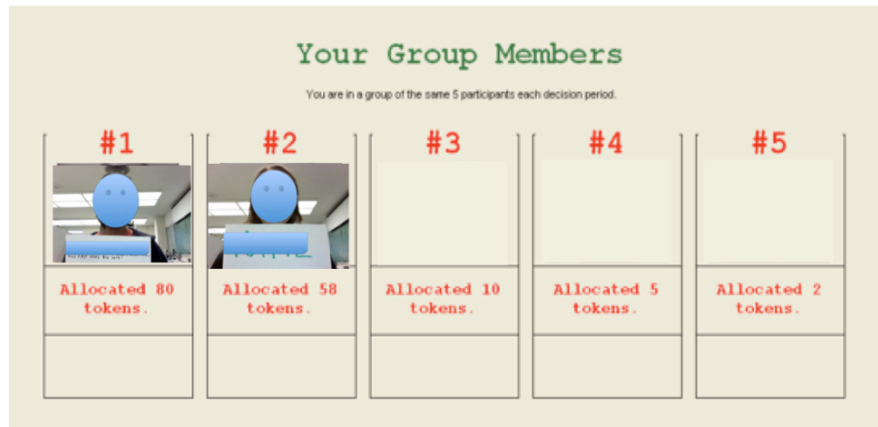 Your Group Members
You are in a group of the same 5 participants each decision period.
#1
#2
#3
#4
#5
Allocated 80
tokens.
Allocated 58
tokens.
Allocated 10
tokens.
Allocated 5
tokens.
Allocated 2
tokens.